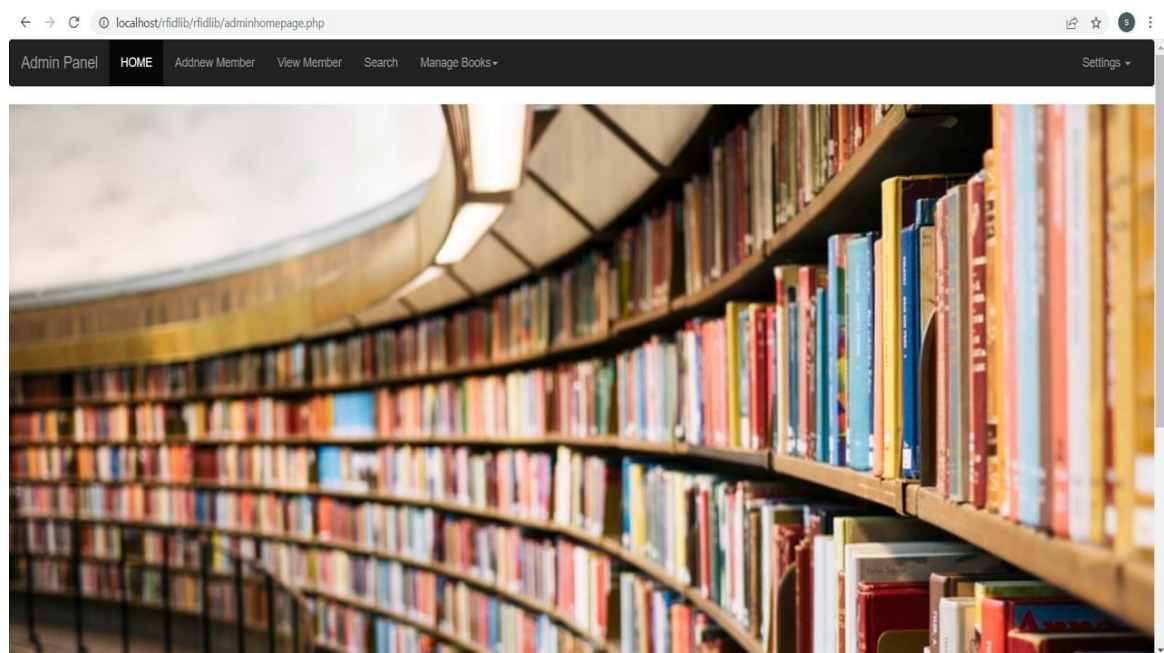 localhost/rfidlib/rfidlib/adminhomepage.php
S
Admin Panel HOME Addnew Member View Member Search Manage Books Settings